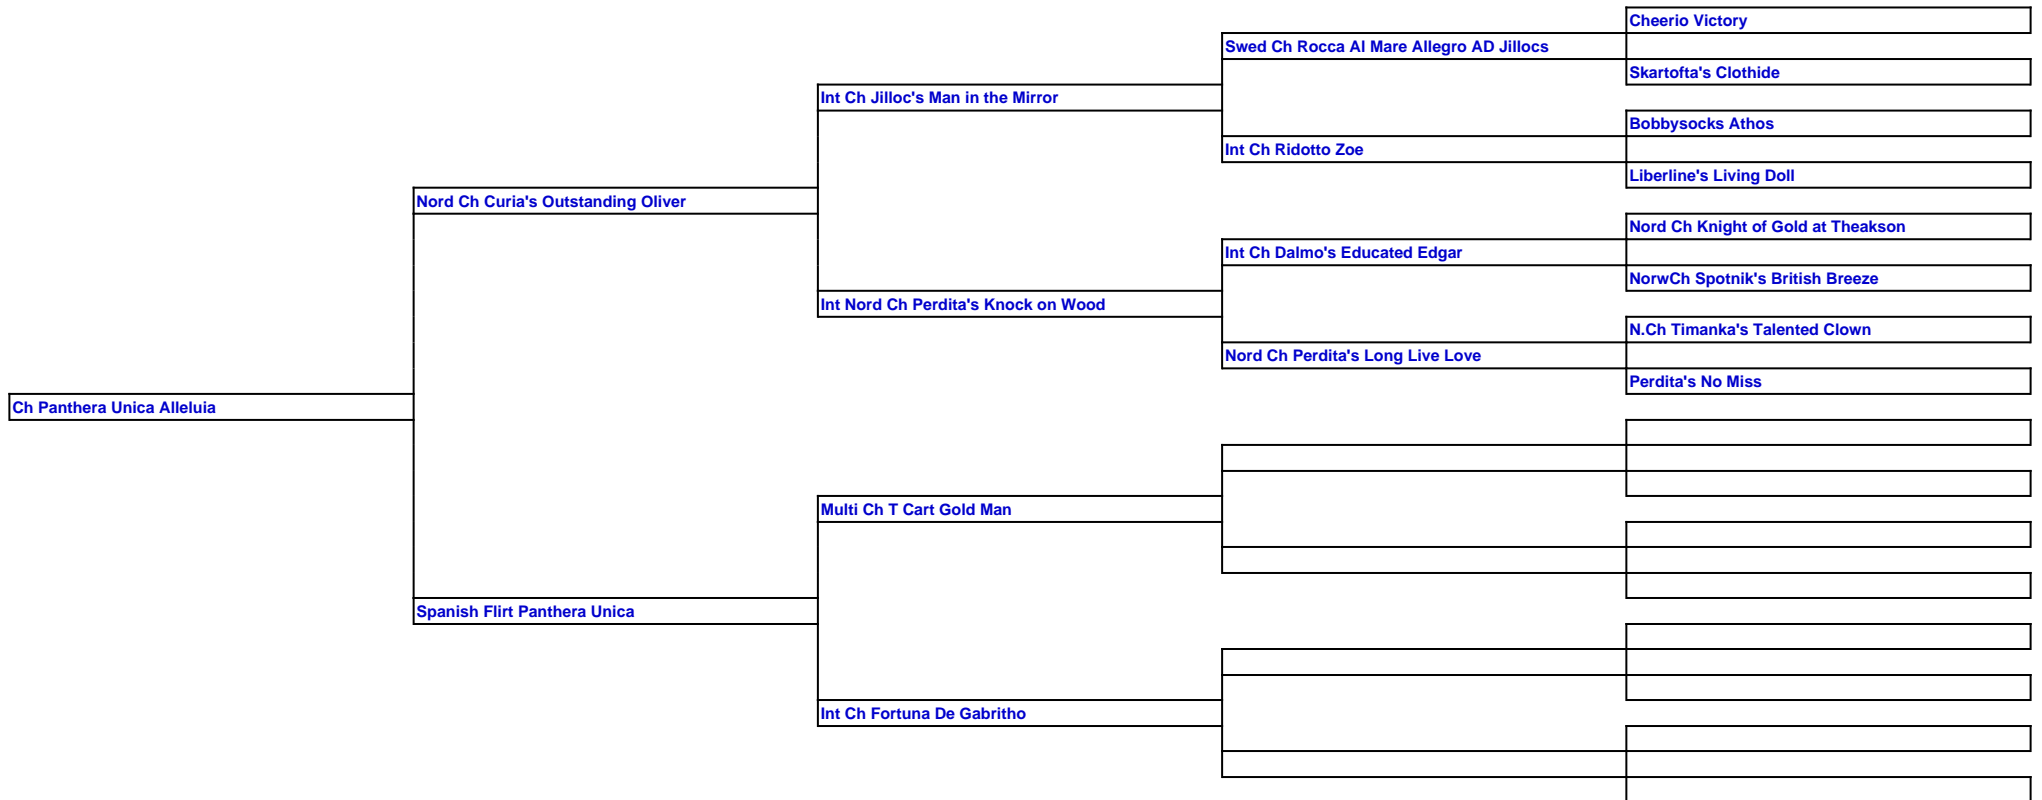 Cheerio Victory
Swed Ch Rocca Al Mare Allegro AD Jillocs
Skartofta's Clothide
Int Ch Jilloc's Man in the Mirror
Bobbysocks Athos
Int Ch Ridotto Zoe
Liberline's Living Doll
Nord Ch Curia's Outstanding Oliver
Nord Ch Knight of Gold at Theakson
Int Ch Dalmo's Educated Edgar
NorwCh Spotnik's British Breeze
Int Nord Ch Perdita's Knock on Wood
N.Ch Timanka's Talented Clown
Nord Ch Perdita's Long Live Love
Perdita's No Miss
Ch Panthera Unica Alleluia
Multi Ch T Cart Gold Man
Spanish Flirt Panthera Unica
Int Ch Fortuna De Gabritho